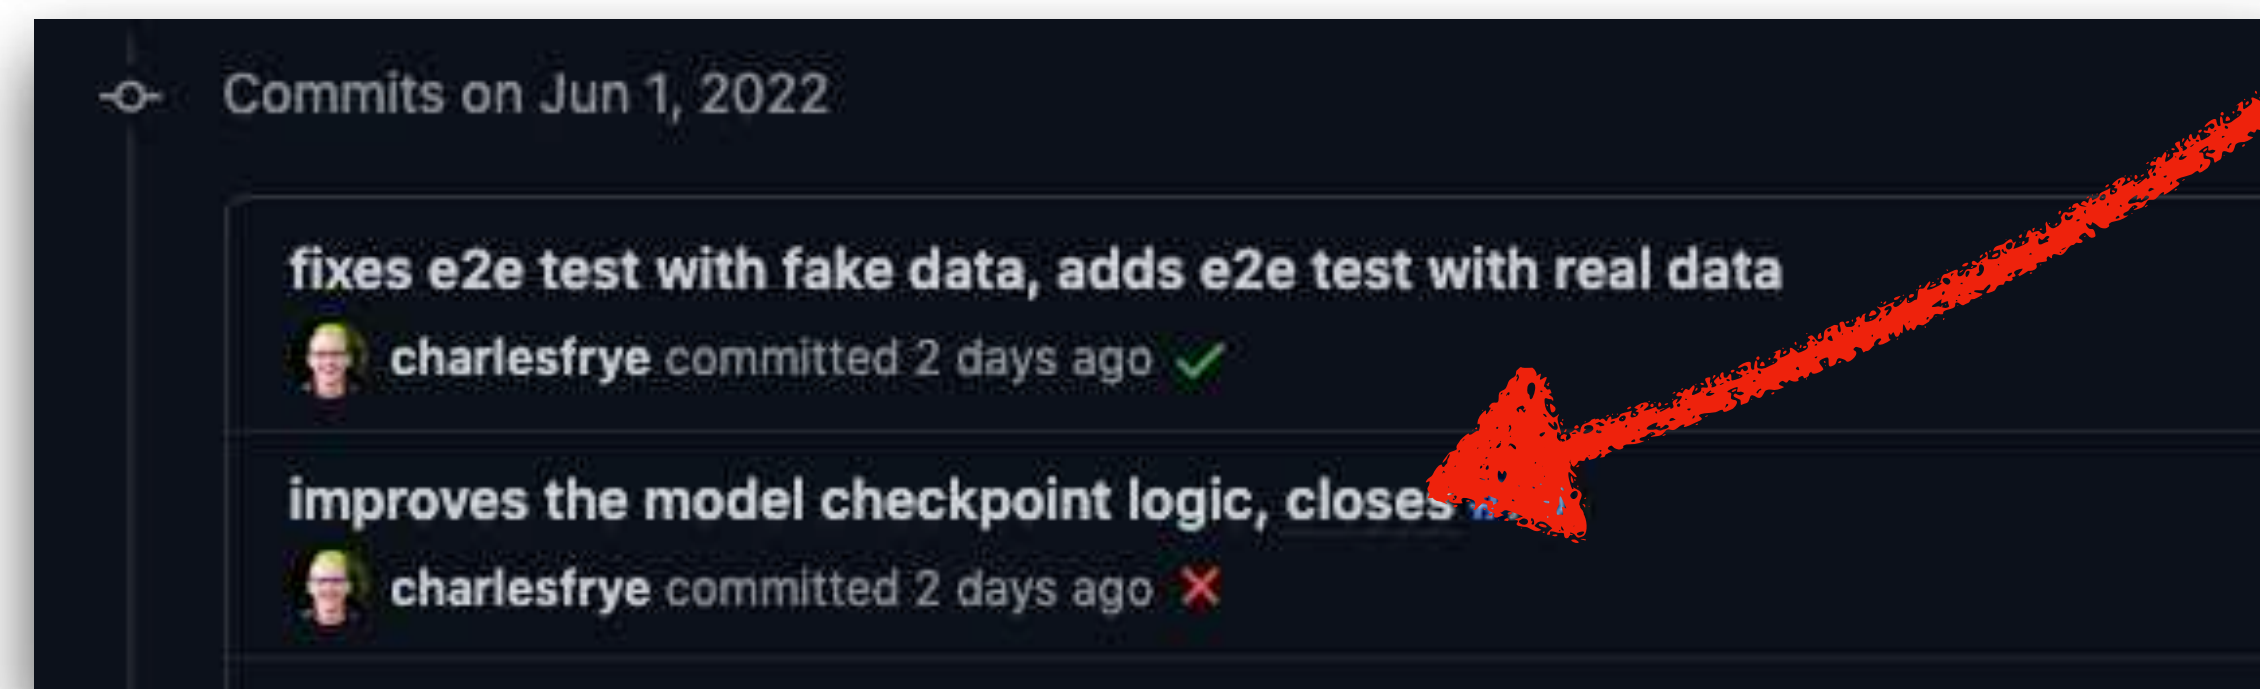 Commits on Jun 1, 2022
fixes e2e test with fake data, adds e2e test with real data
charlesfrye committed 2 days ago
improves the model checkpoint logic, closes
charlesfrye committed 2 days ago